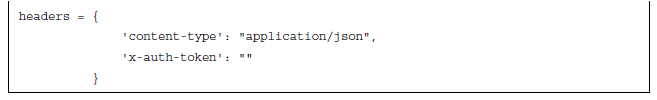 headers = {
'content-type': "application/json",
'x-auth-token': ""
}